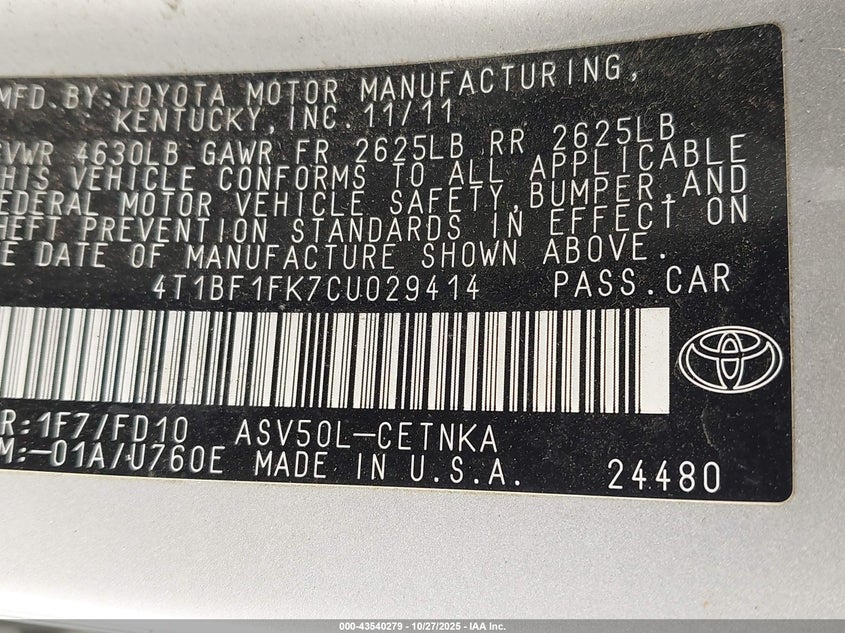 MFD. BY: TOYOTA MOTOR MANUFACTURING,
KENTUCKY, INC. 11/11
GVWR 4630LB GAWR FR 2625LB RR 2625LB
THIS VEHICLE CONFORMS TO ALL APPLICABLE
FEDERAL MOTOR VEHICLE SAFETY, BUMPER, AND
THEFT PREVENTION STANDARDS IN EFFECT ON
THE DATE OF MANUFACTURE SHOWN ABOVE.
4T1BF1FK7CU029414 PASS. CAR
R:1F7/FD10 ASV50L-CETNKA
M:-01A/U760E MADE IN U.S.A. 24480
000-43540279 | 10/27/2025 - IAA Inc.